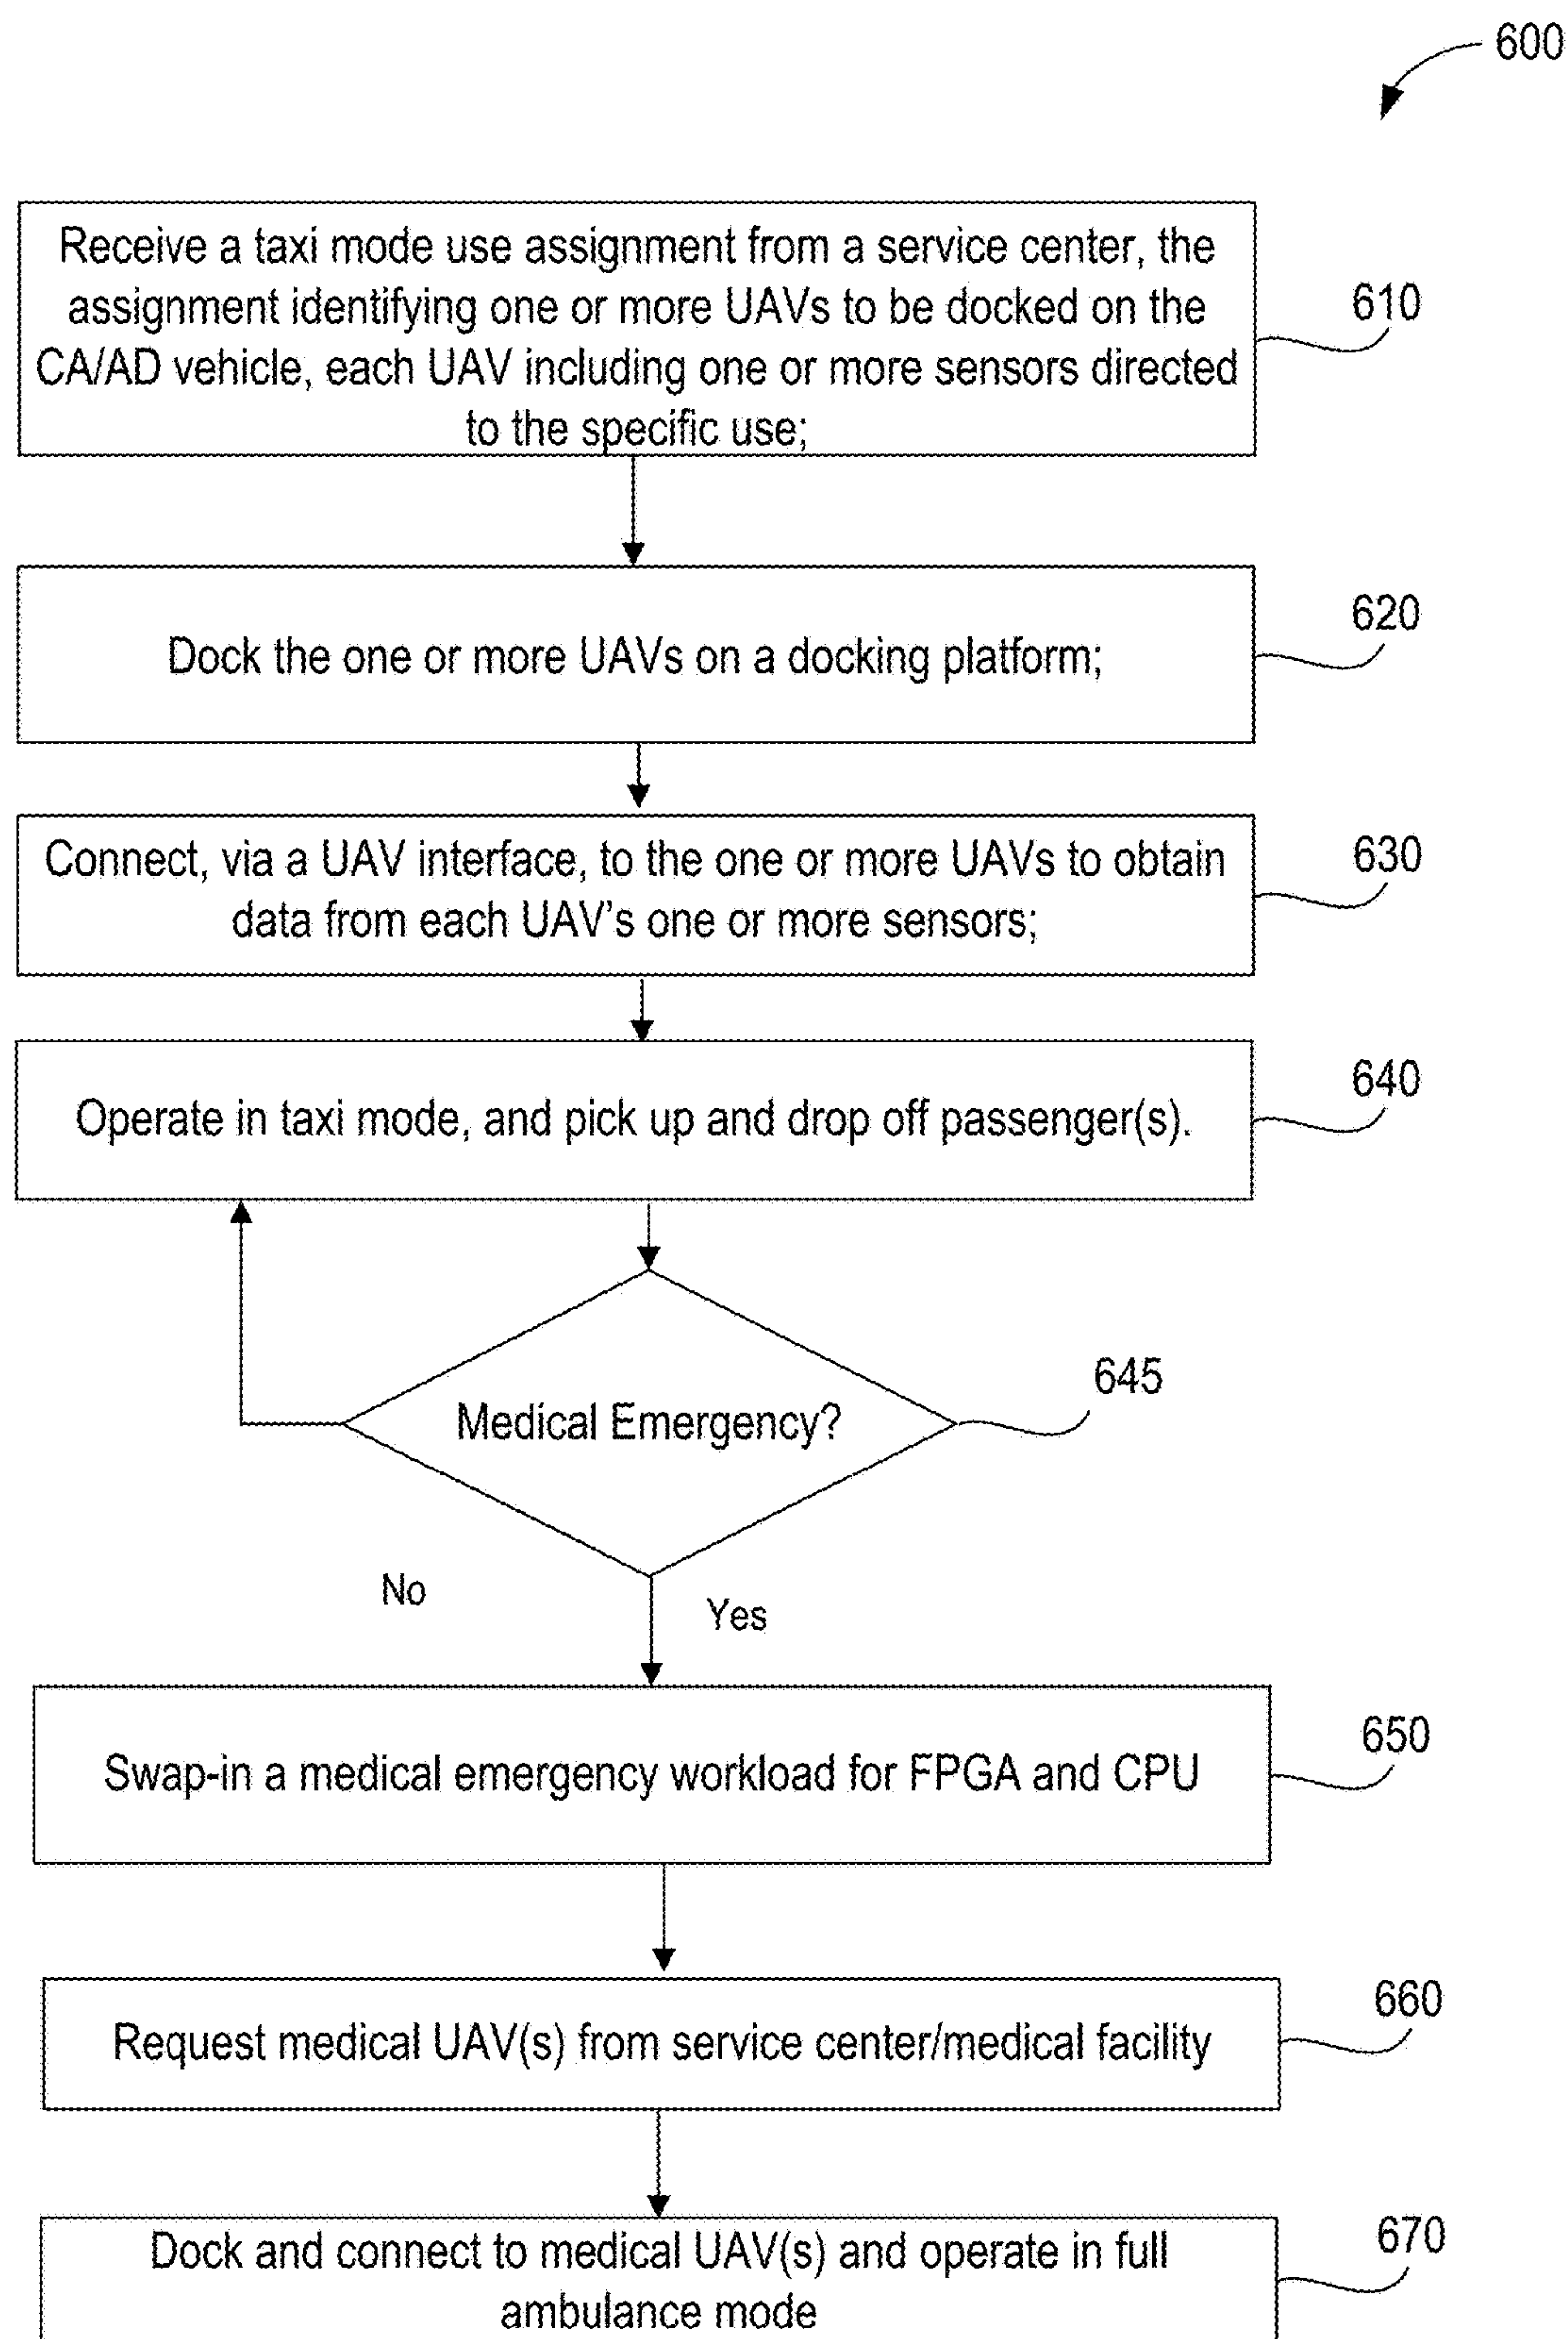 600
Receive a taxi mode use assignment from a service center, the
assignment identifying one or more UAVs to be docked on the
CA/AD vehicle, each UAV including one or more sensors directed
to the specific use;
610
Dock the one or more UAVs on a docking platform;
620
Connect, via a UAV interface, to the one or more UAVs to obtain
data from each UAV's one or more sensors;
630
Operate in taxi mode, and pick up and drop off passenger(s).
640
Medical Emergency?
645
No
Yes
Swap-in a medical emergency workload for FPGA and CPU
650
Request medical UAV(s) from service center/medical facility
660
Dock and connect to medical UAV(s) and operate in full
ambulance mode
670